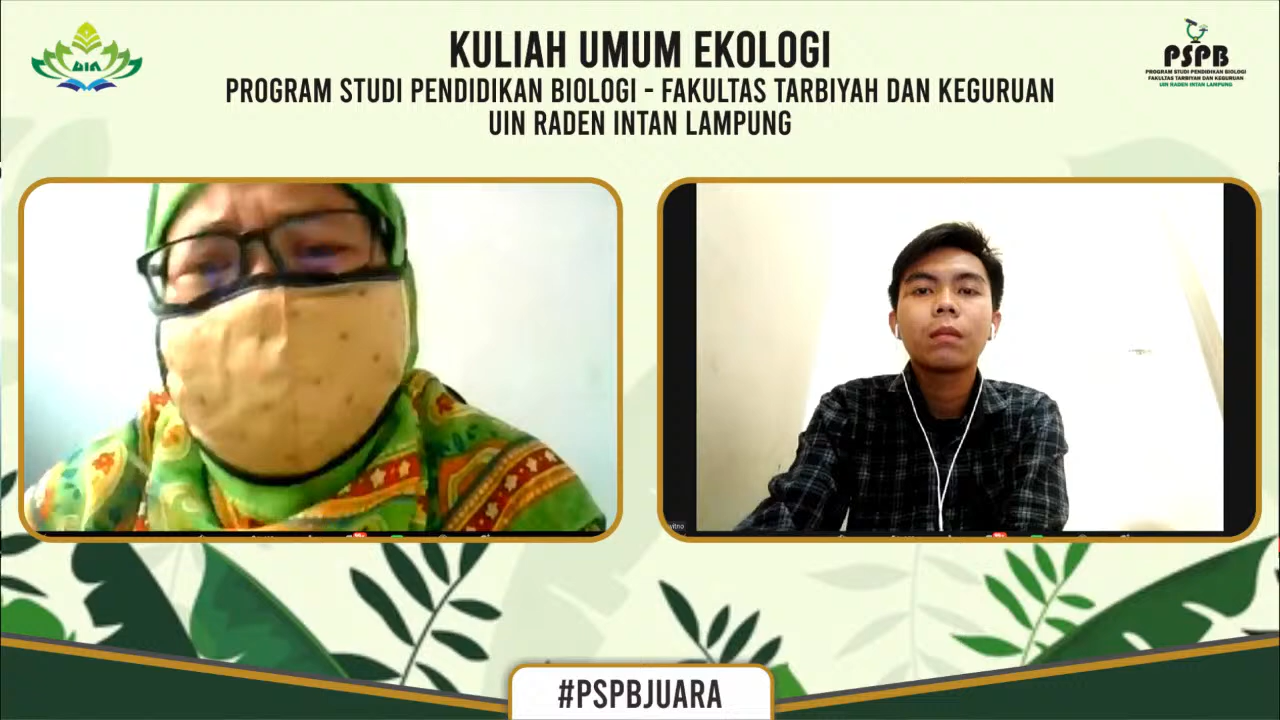 KULIAH UMUM EKOLOGI
PROGRAM STUDI PENDIDIKAN BIOLOGI - FAKULTAS TARBIYAH DAN KEGURUAN
UIN RADEN INTAN LAMPUNG
PSPB
PROGRAM STUDI PENDIDIKAN BIOLOGI
FAKULTAS TARBIYAH DAN KEGURUAN
UIN RADEN INTAN LAMPUNG
#PSPBJUARA